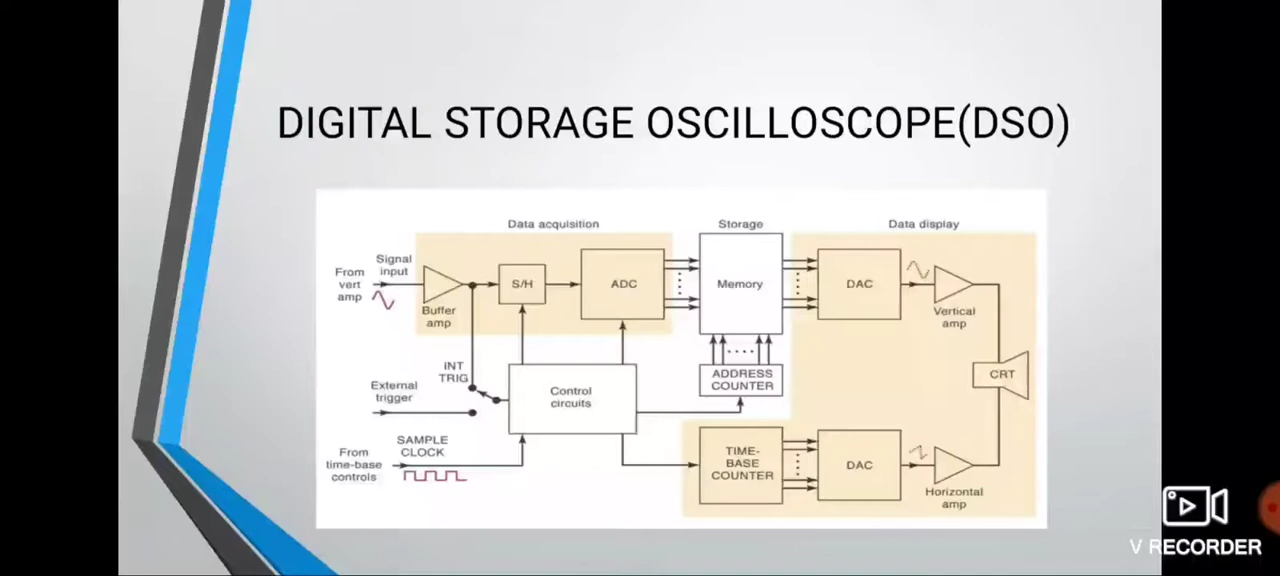 DIGITAL STORAGE OSCILLOSCOPE(DSO)
Data acquisition
Storage
Data display
From
vert
amp
Signal
input
Buffer
amp
S/H
ADC
Memory
DAC
Vertical
amp
INT
TRIG
External
trigger
Control
circuits
ADDRESS
COUNTER
CRT
SAMPLE
CLOCK
From
time-base
controls
TIME-
BASE
COUNTER
DAC
Horizontal
amp
V RECORDER